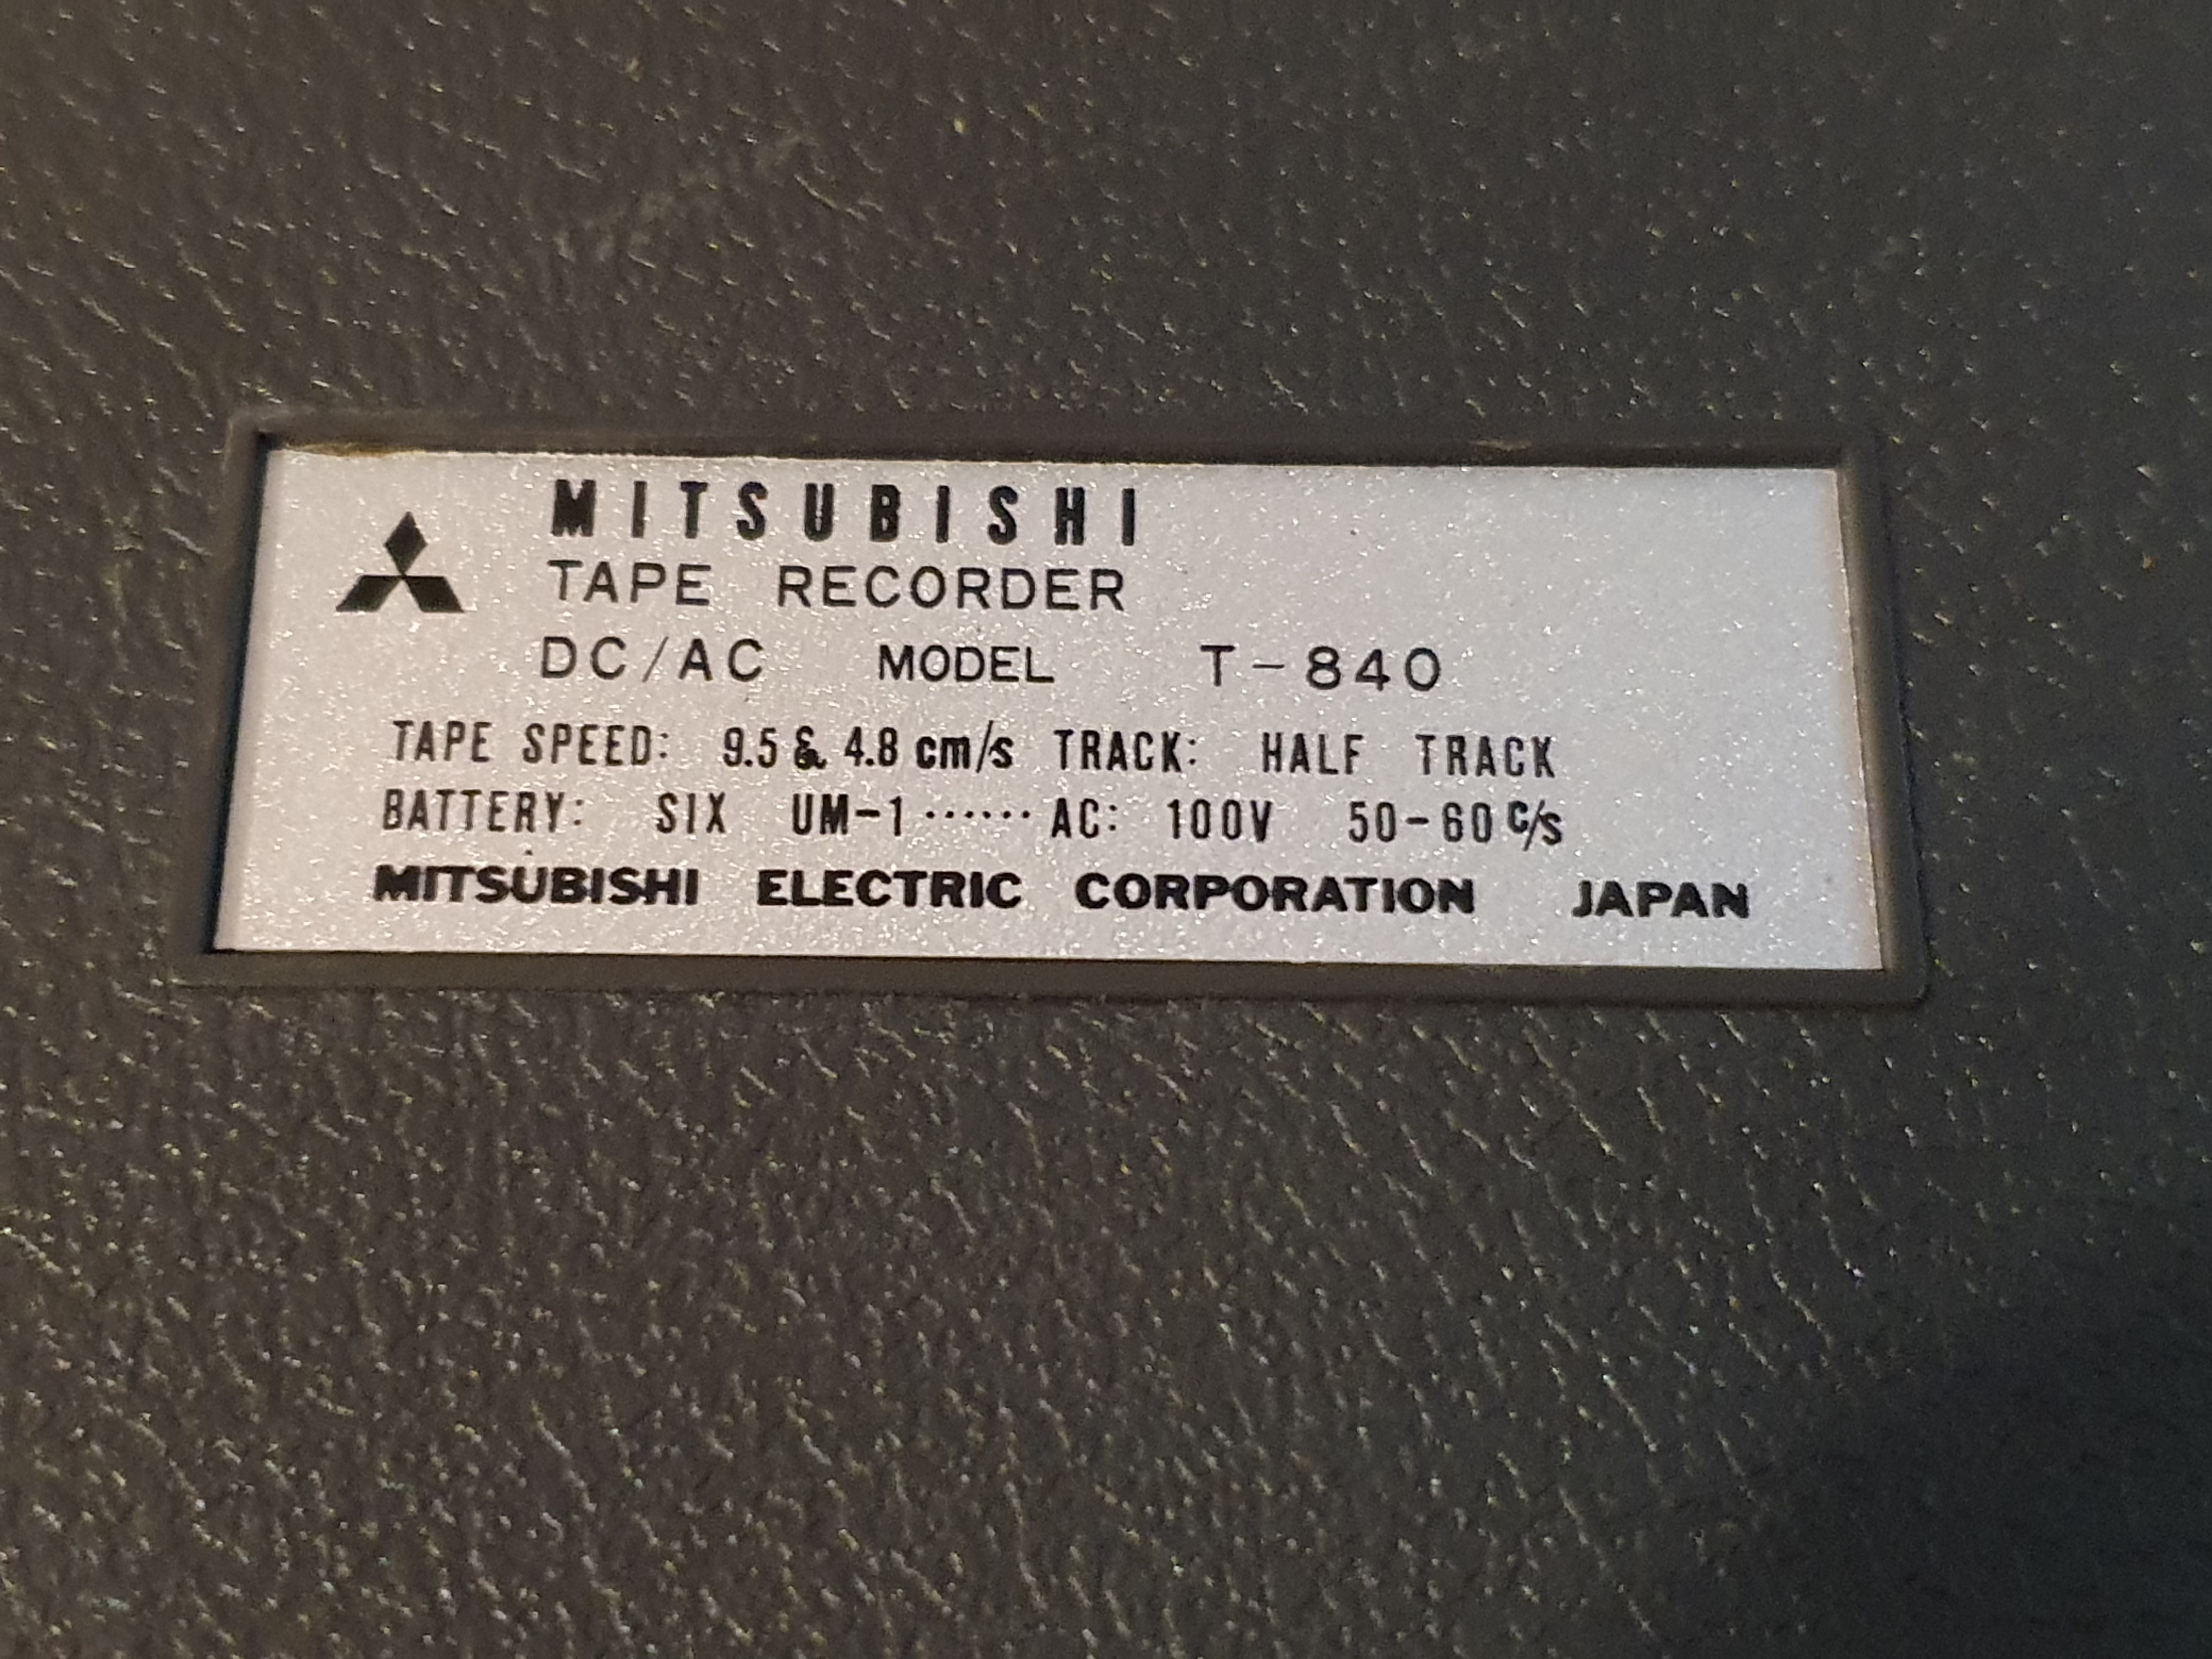 MITSUBISHI
TAPE RECORDER
DC/AC MODEL T-840
TAPE SPEED: 9.5 & 4.8 cm/s TRACK: HALF TRACK
BATTERY: SIX UM-1 ······ AC: 100V 50-60 C/s
MITSUBISHI ELECTRIC CORPORATION JAPAN